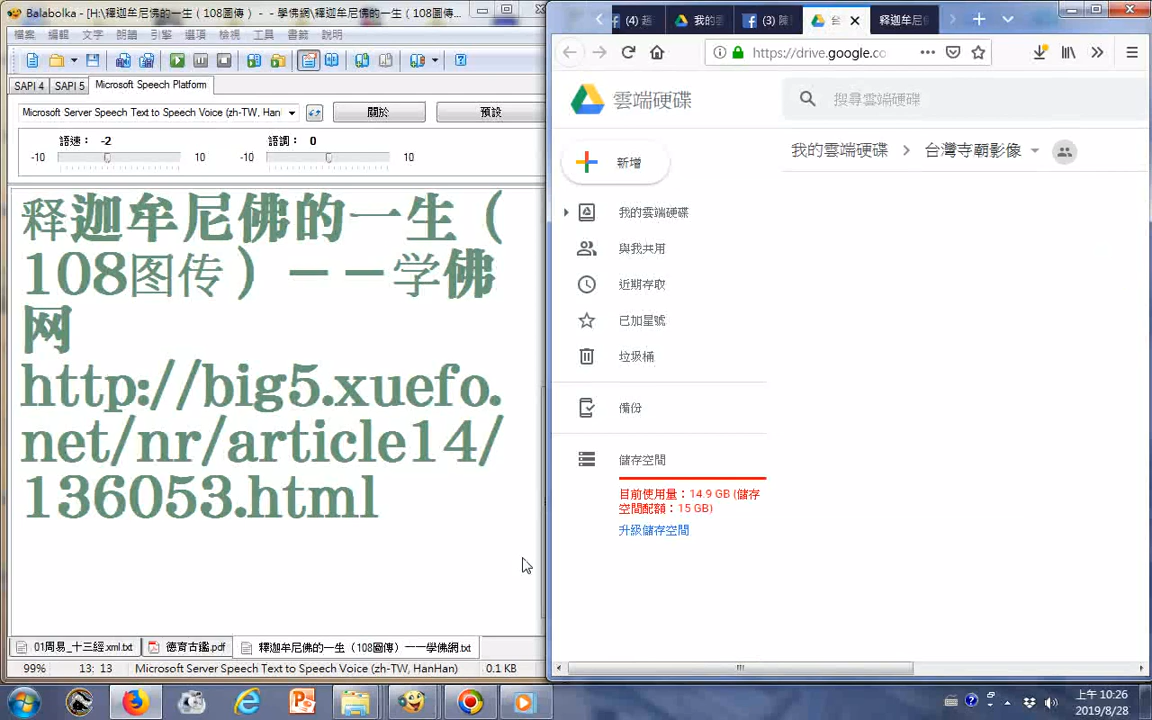 Balabolka - [H:\釋迦牟尼佛的一生（108圖傳）- - 學佛網\釋迦牟尼佛的一生（108圖傳...
檔案 編輯 文字 朗讀 引擎 選項 檢視 工具 書籤 說明
SAPI 4 SAPI 5 Microsoft Speech Platform
Microsoft Server Speech Text to Speech Voice (zh-TW, Han
關於
預設
語速： -2
語調： 0
-10 10 -10 10
释迦牟尼佛的一生（
108图传）－－学佛
网
http://big5.xuefo.
net/nr/article14/
136053.html
01周易_十三經.xml.txt
德育古鑑.pdf
釋迦牟尼佛的一生（108圖傳）一一學佛網.txt
99% 13: 13 Microsoft Server Speech Text to Speech Voice (zh-TW, HanHan) 0.1 KB
(4) 超
我的雲
(3) 陳
釋迦牟尼佛
https://drive.google.co
雲端硬碟
搜尋雲端硬碟
新增
我的雲端硬碟 > 台灣寺廟影像
我的雲端硬碟
與我共用
近期存取
已加星號
垃圾桶
備份
儲存空間
目前使用量：14.9 GB (儲存
空間配額：15 GB)
升級儲存空間
上午 10:26
2019/8/28